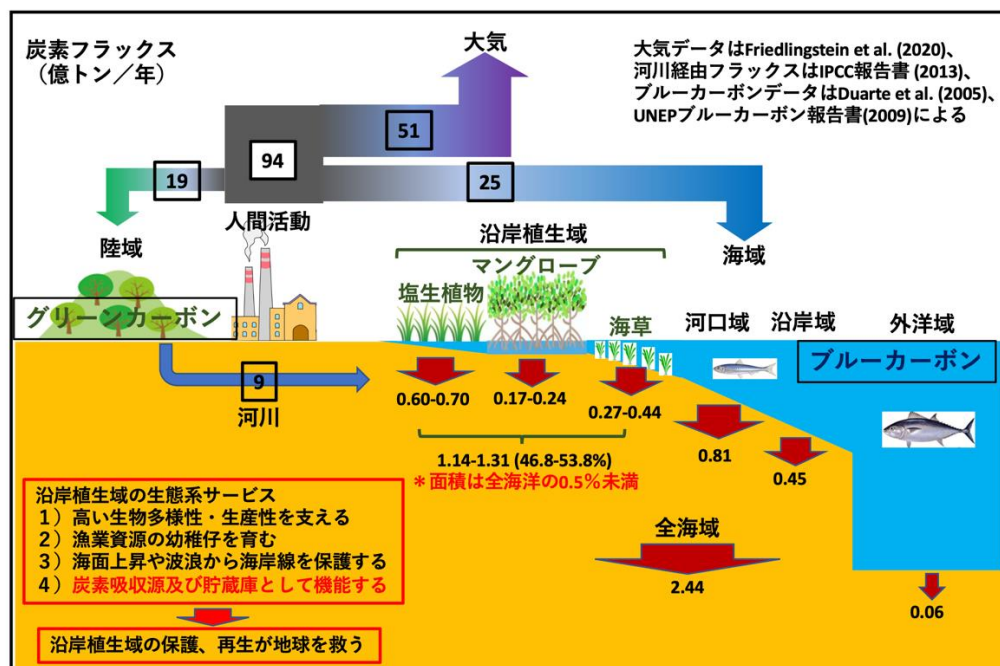 炭素フラックス
（億トン／年）
大気
大気データはFriedlingstein et al. (2020)、
河川経由フラックスはIPCC報告書 (2013)、
ブルーカーボンデータはDuarte et al. (2005)、
UNEPブルーカーボン報告書(2009)による
51
94
19
25
人間活動
陸域
海域
沿岸植生域
マングローブ
塩生植物
海草
グリーンカーボン
河口域
沿岸域
外洋域
ブルーカーボン
9
河川
0.60-0.70
0.17-0.24
0.27-0.44
0.81
0.45
1.14-1.31 (46.8-53.8%)
＊面積は全海洋の0.5%未満
沿岸植生域の生態系サービス
1）高い生物多様性・生産性を支える
2）漁業資源の幼稚仔を育む
3）海面上昇や波浪から海岸線を保護する
4）炭素吸収源及び貯蔵庫として機能する
全海域
2.44
0.06
沿岸植生域の保護、再生が地球を救う